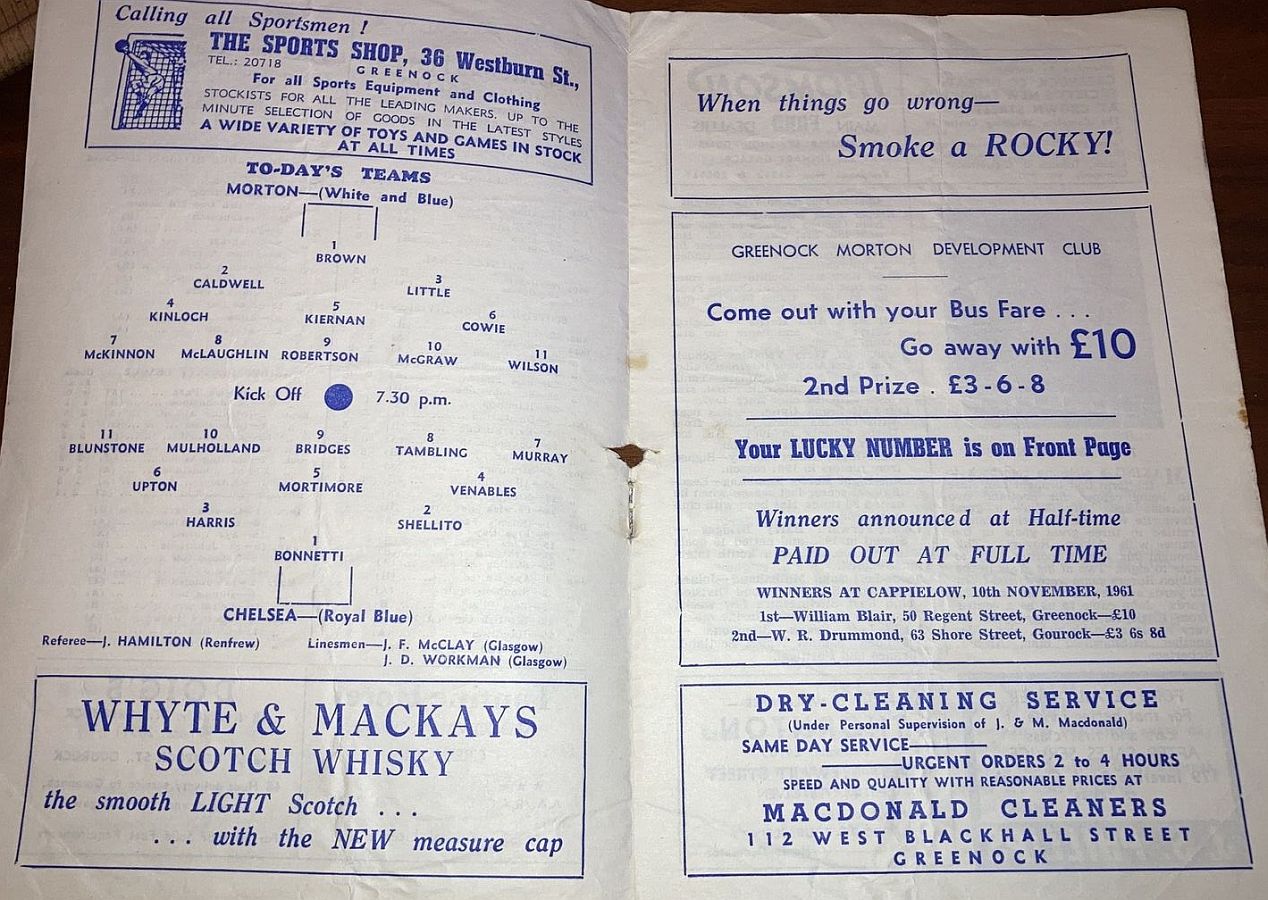 Calling all Sportsmen !
THE SPORTS SHOP, 36 Westburn St.,
TEL.: 20718
GREENOCK
For all Sports Equipment and Clothing
STOCKISTS FOR ALL THE LEADING MAKERS. UP TO THE
MINUTE SELECTION OF GOODS IN THE LATEST STYLES
A WIDE VARIETY OF TOYS AND GAMES IN STOCK
AT ALL TIMES
TO-DAY'S TEAMS
MORTON—(White and Blue)
1
BROWN
2
CALDWELL
3
LITTLE
4
KINLOCH
5
KIERNAN
6
COWIE
7
McKINNON
8
McLAUGHLIN
9
ROBERTSON
10
McGRAW
11
WILSON
Kick Off 7.30 p.m.
11
BLUNSTONE
10
MULHOLLAND
9
BRIDGES
8
TAMBLING
7
MURRAY
6
UPTON
5
MORTIMORE
4
VENABLES
3
HARRIS
2
SHELLITO
1
BONNETTI
CHELSEA—(Royal Blue)
Referee—J. HAMILTON (Renfrew) Linesmen—J. F. McCLAY (Glasgow)
J. D. WORKMAN (Glasgow)
WHYTE & MACKAYS
SCOTCH WHISKY
the smooth LIGHT Scotch . . .
. . . with the NEW measure cap
When things go wrong—
Smoke a ROCKY!
GREENOCK MORTON DEVELOPMENT CLUB
Come out with your Bus Fare . . .
Go away with £10
2nd Prize . £3-6-8
Your LUCKY NUMBER is on Front Page
Winners announced at Half-time
PAID OUT AT FULL TIME
WINNERS AT CAPPIELOW, 10th NOVEMBER, 1961
1st—William Blair, 50 Regent Street, Greenock—£10
2nd—W. R. Drummond, 63 Shore Street, Gourock—£3 6s 8d
DRY-CLEANING SERVICE
(Under Personal Supervision of J. & M. Macdonald)
SAME DAY SERVICE———
———URGENT ORDERS 2 to 4 HOURS
SPEED AND QUALITY WITH REASONABLE PRICES AT
MACDONALD CLEANERS
112 WEST BLACKHALL STREET
GREENOCK